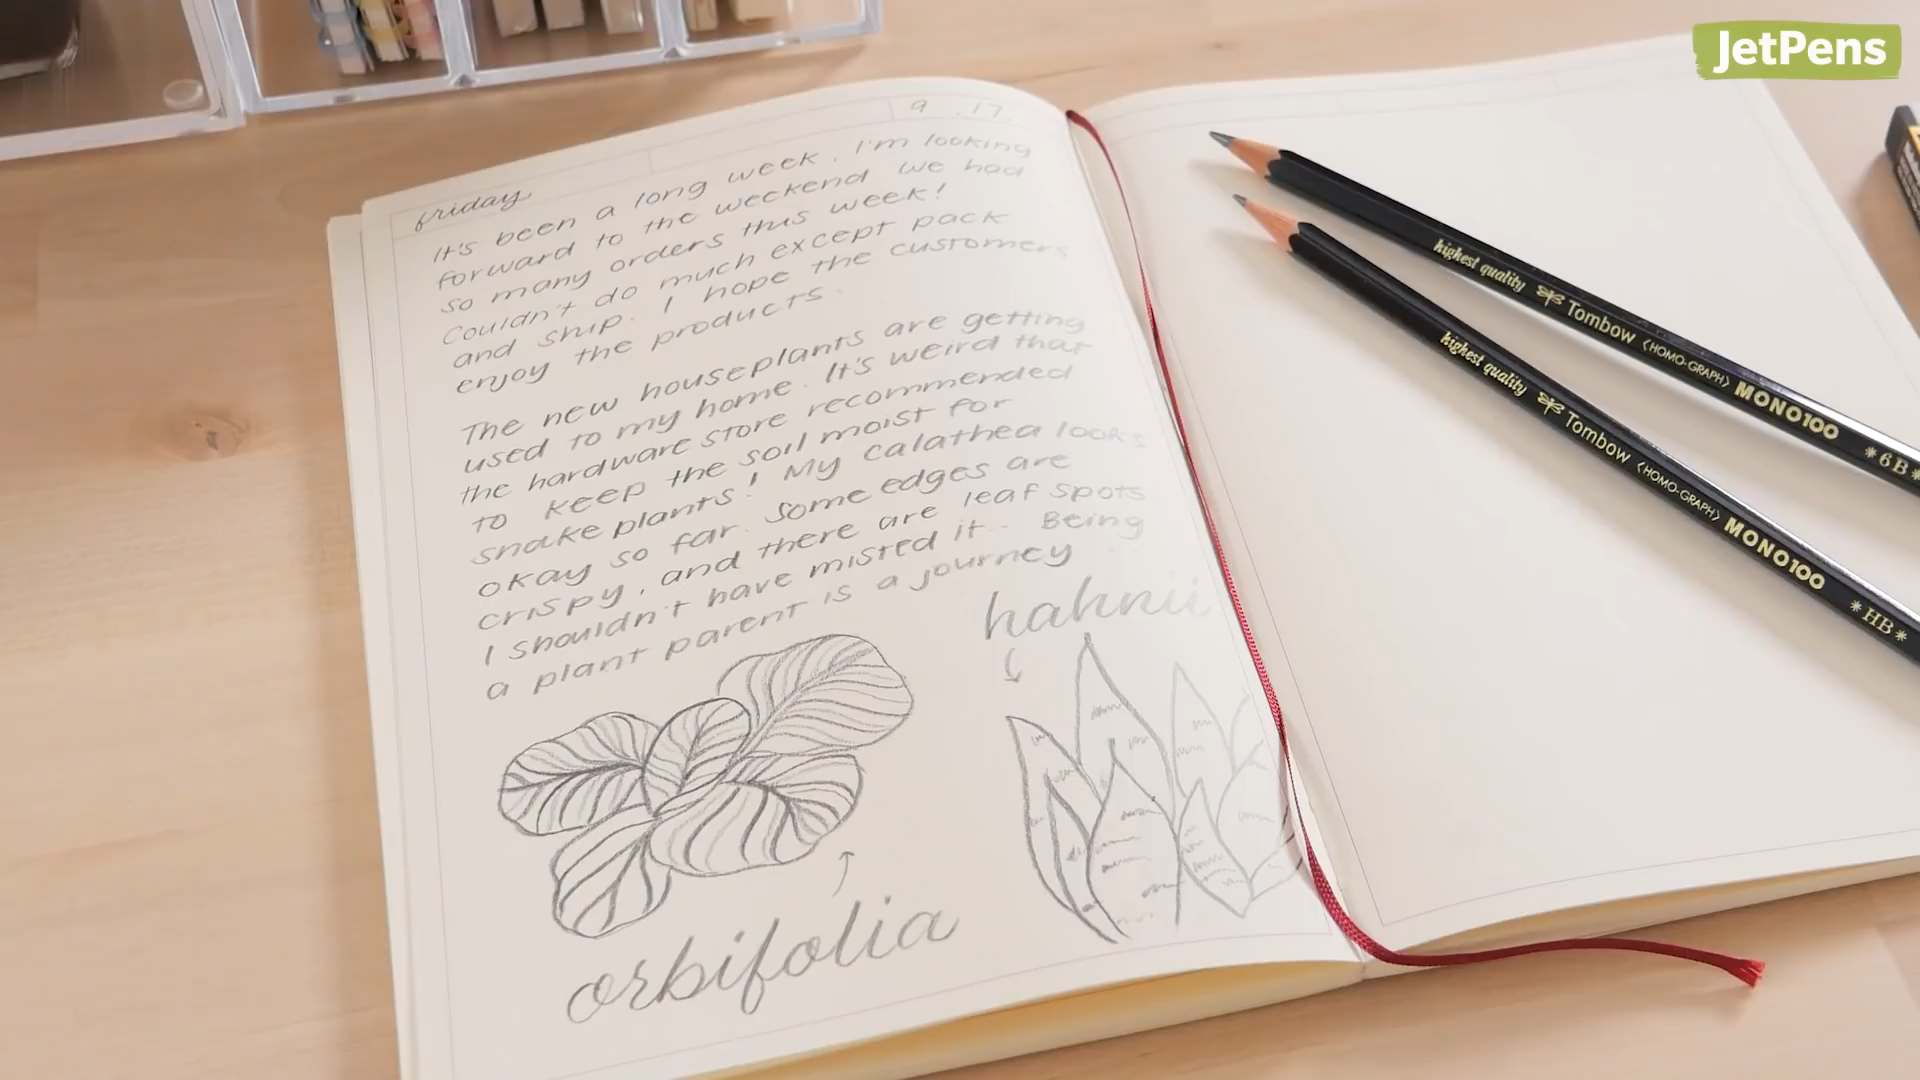 JetPens
9 . 17.
friday
It's been a long week. I'm looking
forward to the weekend we had
so many orders this week!
Couldn't do much except pack
and ship. I hope the customers
enjoy the products.
The new houseplants are getting
used to my home. It's weird that
the hardware store recommended
to keep the soil moist for
snake plants! My calathea looks
okay so far. Some edges are
crispy, and there are leaf spots
I shouldn't have misted it.. Being
a plant parent is a journey ..
hahnii
orbifolia
highest quality Tombow <HOMO-GRAPH> MONO100 *6B*
highest quality Tombow <HOMO-GRAPH> MONO100 *HB*